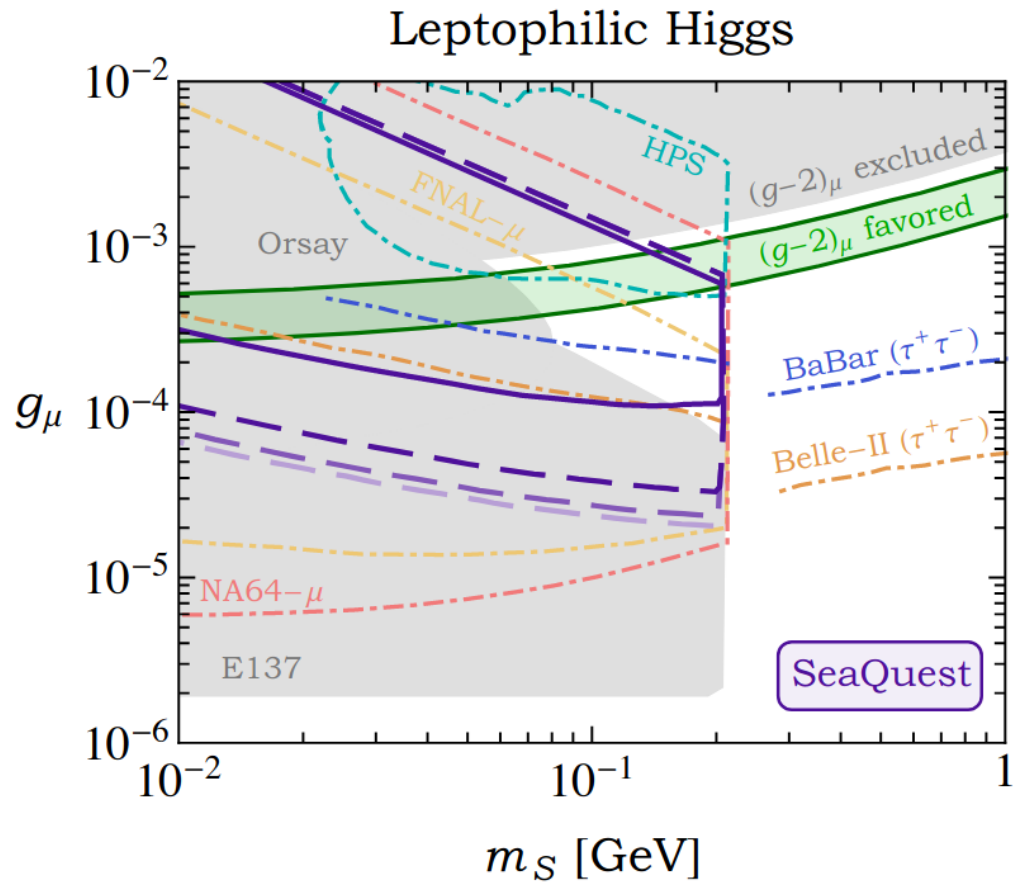 Leptophilic Higgs
10⁻²
10⁻³
10⁻⁴
10⁻⁵
10⁻⁶
g_μ
HPS
(g−2)_μ excluded
FNAL−μ
(g−2)_μ favored
Orsay
BaBar (τ⁺τ⁻)
Belle−II (τ⁺τ⁻)
NA64−μ
E137
SeaQuest
10⁻²
10⁻¹
1
m_S [GeV]